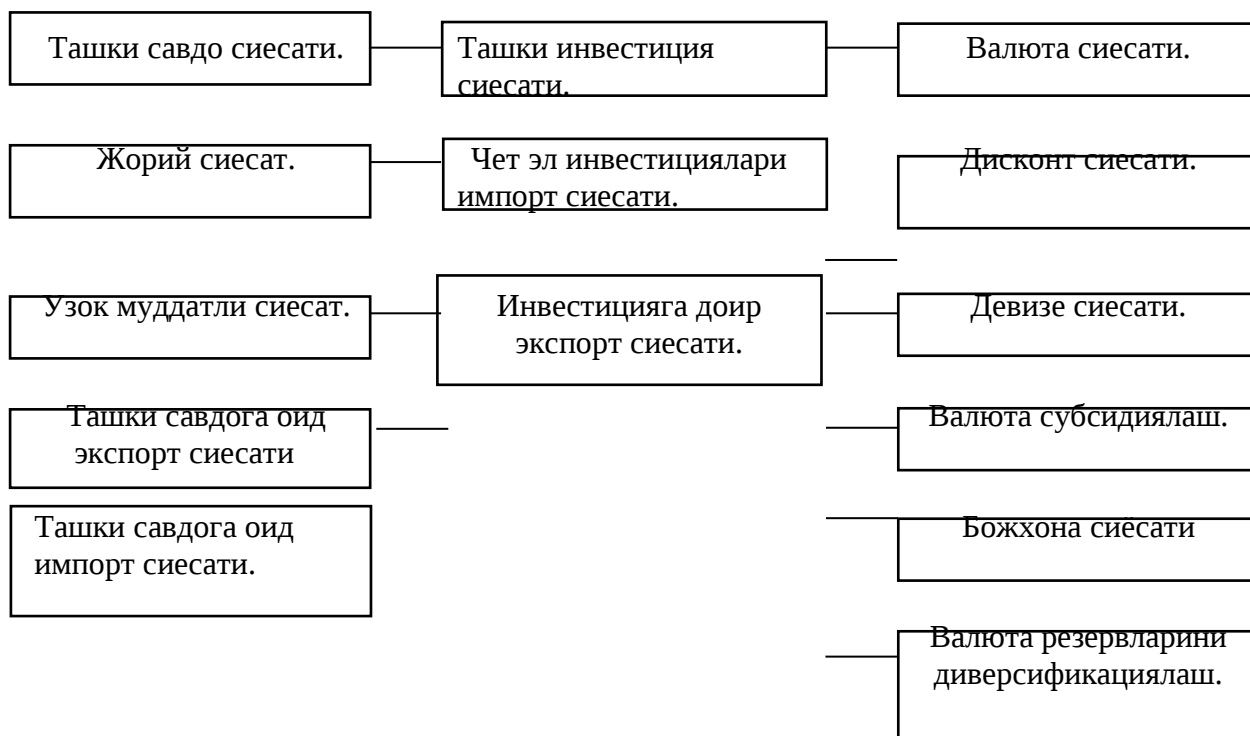 Ташки савдо сиесати.
Ташки инвестиция
сиесати.
Валюта сиесати.
Жорий сиесат.
Чет эл инвестициялари
импорт сиесати.
Дисконт сиесати.
Узок муддатли сиесат.
Инвестицияга доир
экспорт сиесати.
Девизе сиесати.
Ташки савдога оид
экспорт сиесати
Валюта субсидиялаш.
Ташки савдога оид
импорт сиесати.
Божхона сиёсати
Валюта резервларини
диверсификациялаш.